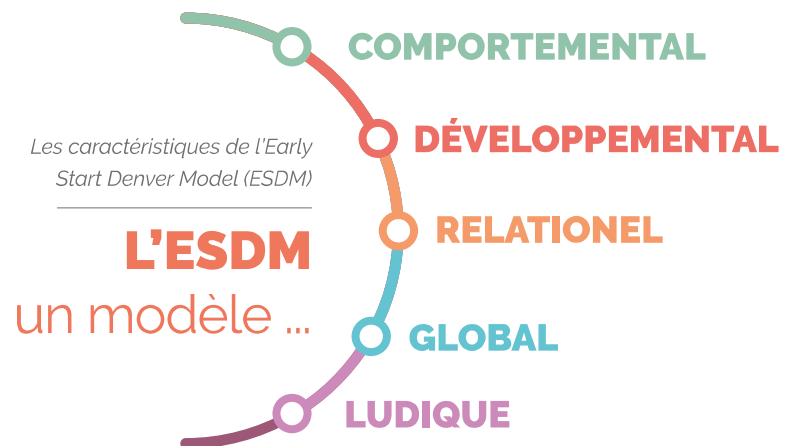 Les caractéristiques de l'Early
Start Denver Model (ESDM)
L'ESDM
un modèle ...
COMPORTEMENTAL
DÉVELOPPEMENTAL
RELATIONEL
GLOBAL
LUDIQUE